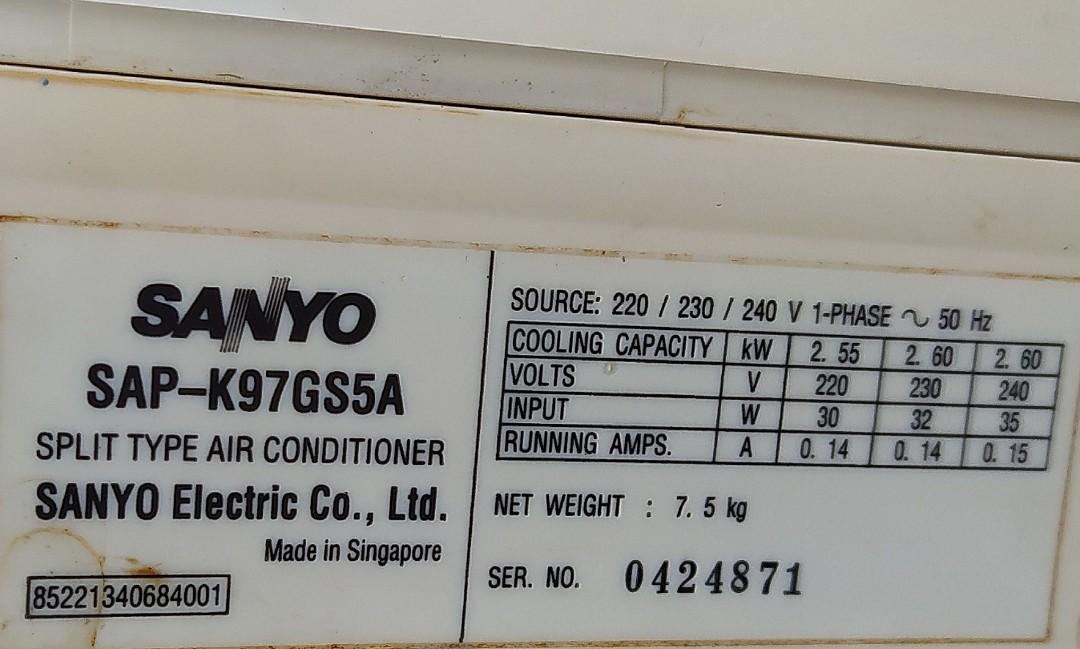 SANYO
SAP-K97GS5A
SPLIT TYPE AIR CONDITIONER
SANYO Electric Co., Ltd.
Made in Singapore
85221340684001
SOURCE: 220 / 230 / 240 V 1-PHASE ∿ 50 Hz
COOLING CAPACITY kW 2. 55 2. 60 2. 60
VOLTS V 220 230 240
INPUT W 30 32 35
RUNNING AMPS. A 0. 14 0. 14 0. 15
NET WEIGHT : 7. 5 kg
SER. NO. 0424871